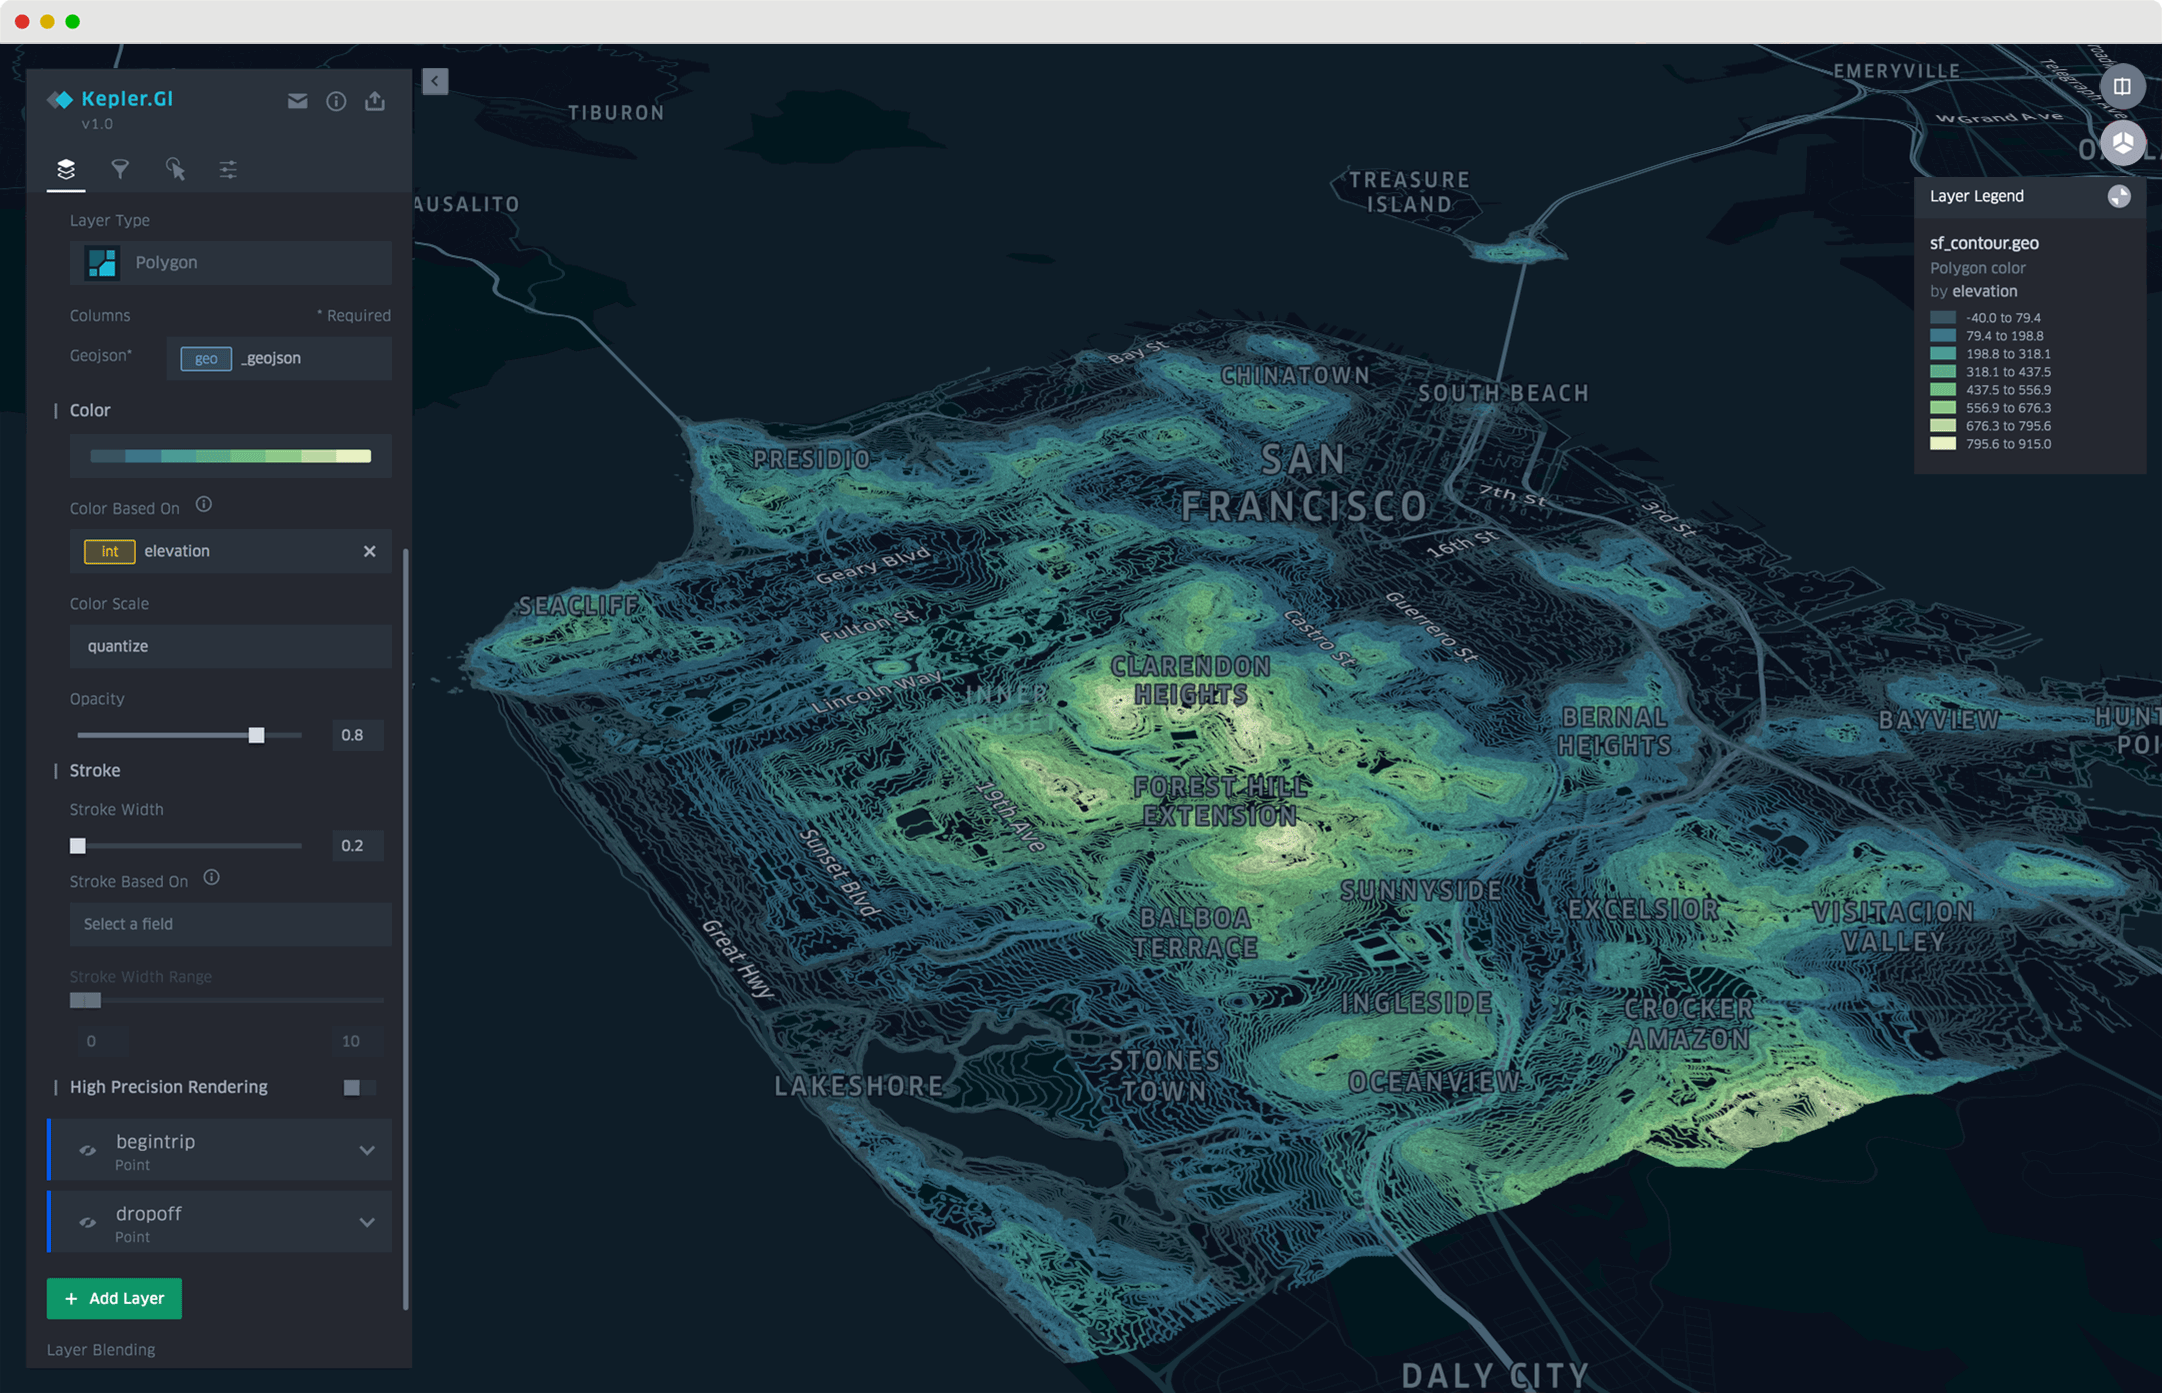 Kepler.Gl
v1.0
Layer Type
Polygon
Columns
* Required
Geojson*
geo
_geojson
Color
Color Based On
int
elevation
Color Scale
quantize
Opacity
0.8
Stroke
Stroke Width
0.2
Stroke Based On
Select a field
Stroke Width Range
0
10
High Precision Rendering
begintrip
Point
dropoff
Point
+ Add Layer
Layer Blending
TIBURON
AUSALITO
TREASURE
ISLAND
EMERYVILLE
Telegraph Ave
W Grand Ave
Layer Legend
sf_contour.geo
Polygon color
by elevation
-40.0 to 79.4
79.4 to 198.8
198.8 to 318.1
318.1 to 437.5
437.5 to 556.9
556.9 to 676.3
676.3 to 795.6
795.6 to 915.0
Bay St
CHINATOWN
SOUTH BEACH
PRESIDIO
SAN
FRANCISCO
7th St
3rd St
16th St
Geary Blvd
SEACLIFF
Fulton St
Castro St
Guerrero St
CLARENDON
HEIGHTS
Lincoln Way
INNER
SUNSET
BERNAL
HEIGHTS
BAYVIEW
HUNT
POI
FOREST HILL
EXTENSION
19th Ave
Sunset Blvd
SUNNYSIDE
BALBOA
TERRACE
EXCELSIOR
VISITACION
VALLEY
Great Hwy
INGLESIDE
CROCKER
AMAZON
STONES
TOWN
LAKESHORE
OCEANVIEW
DALY CITY